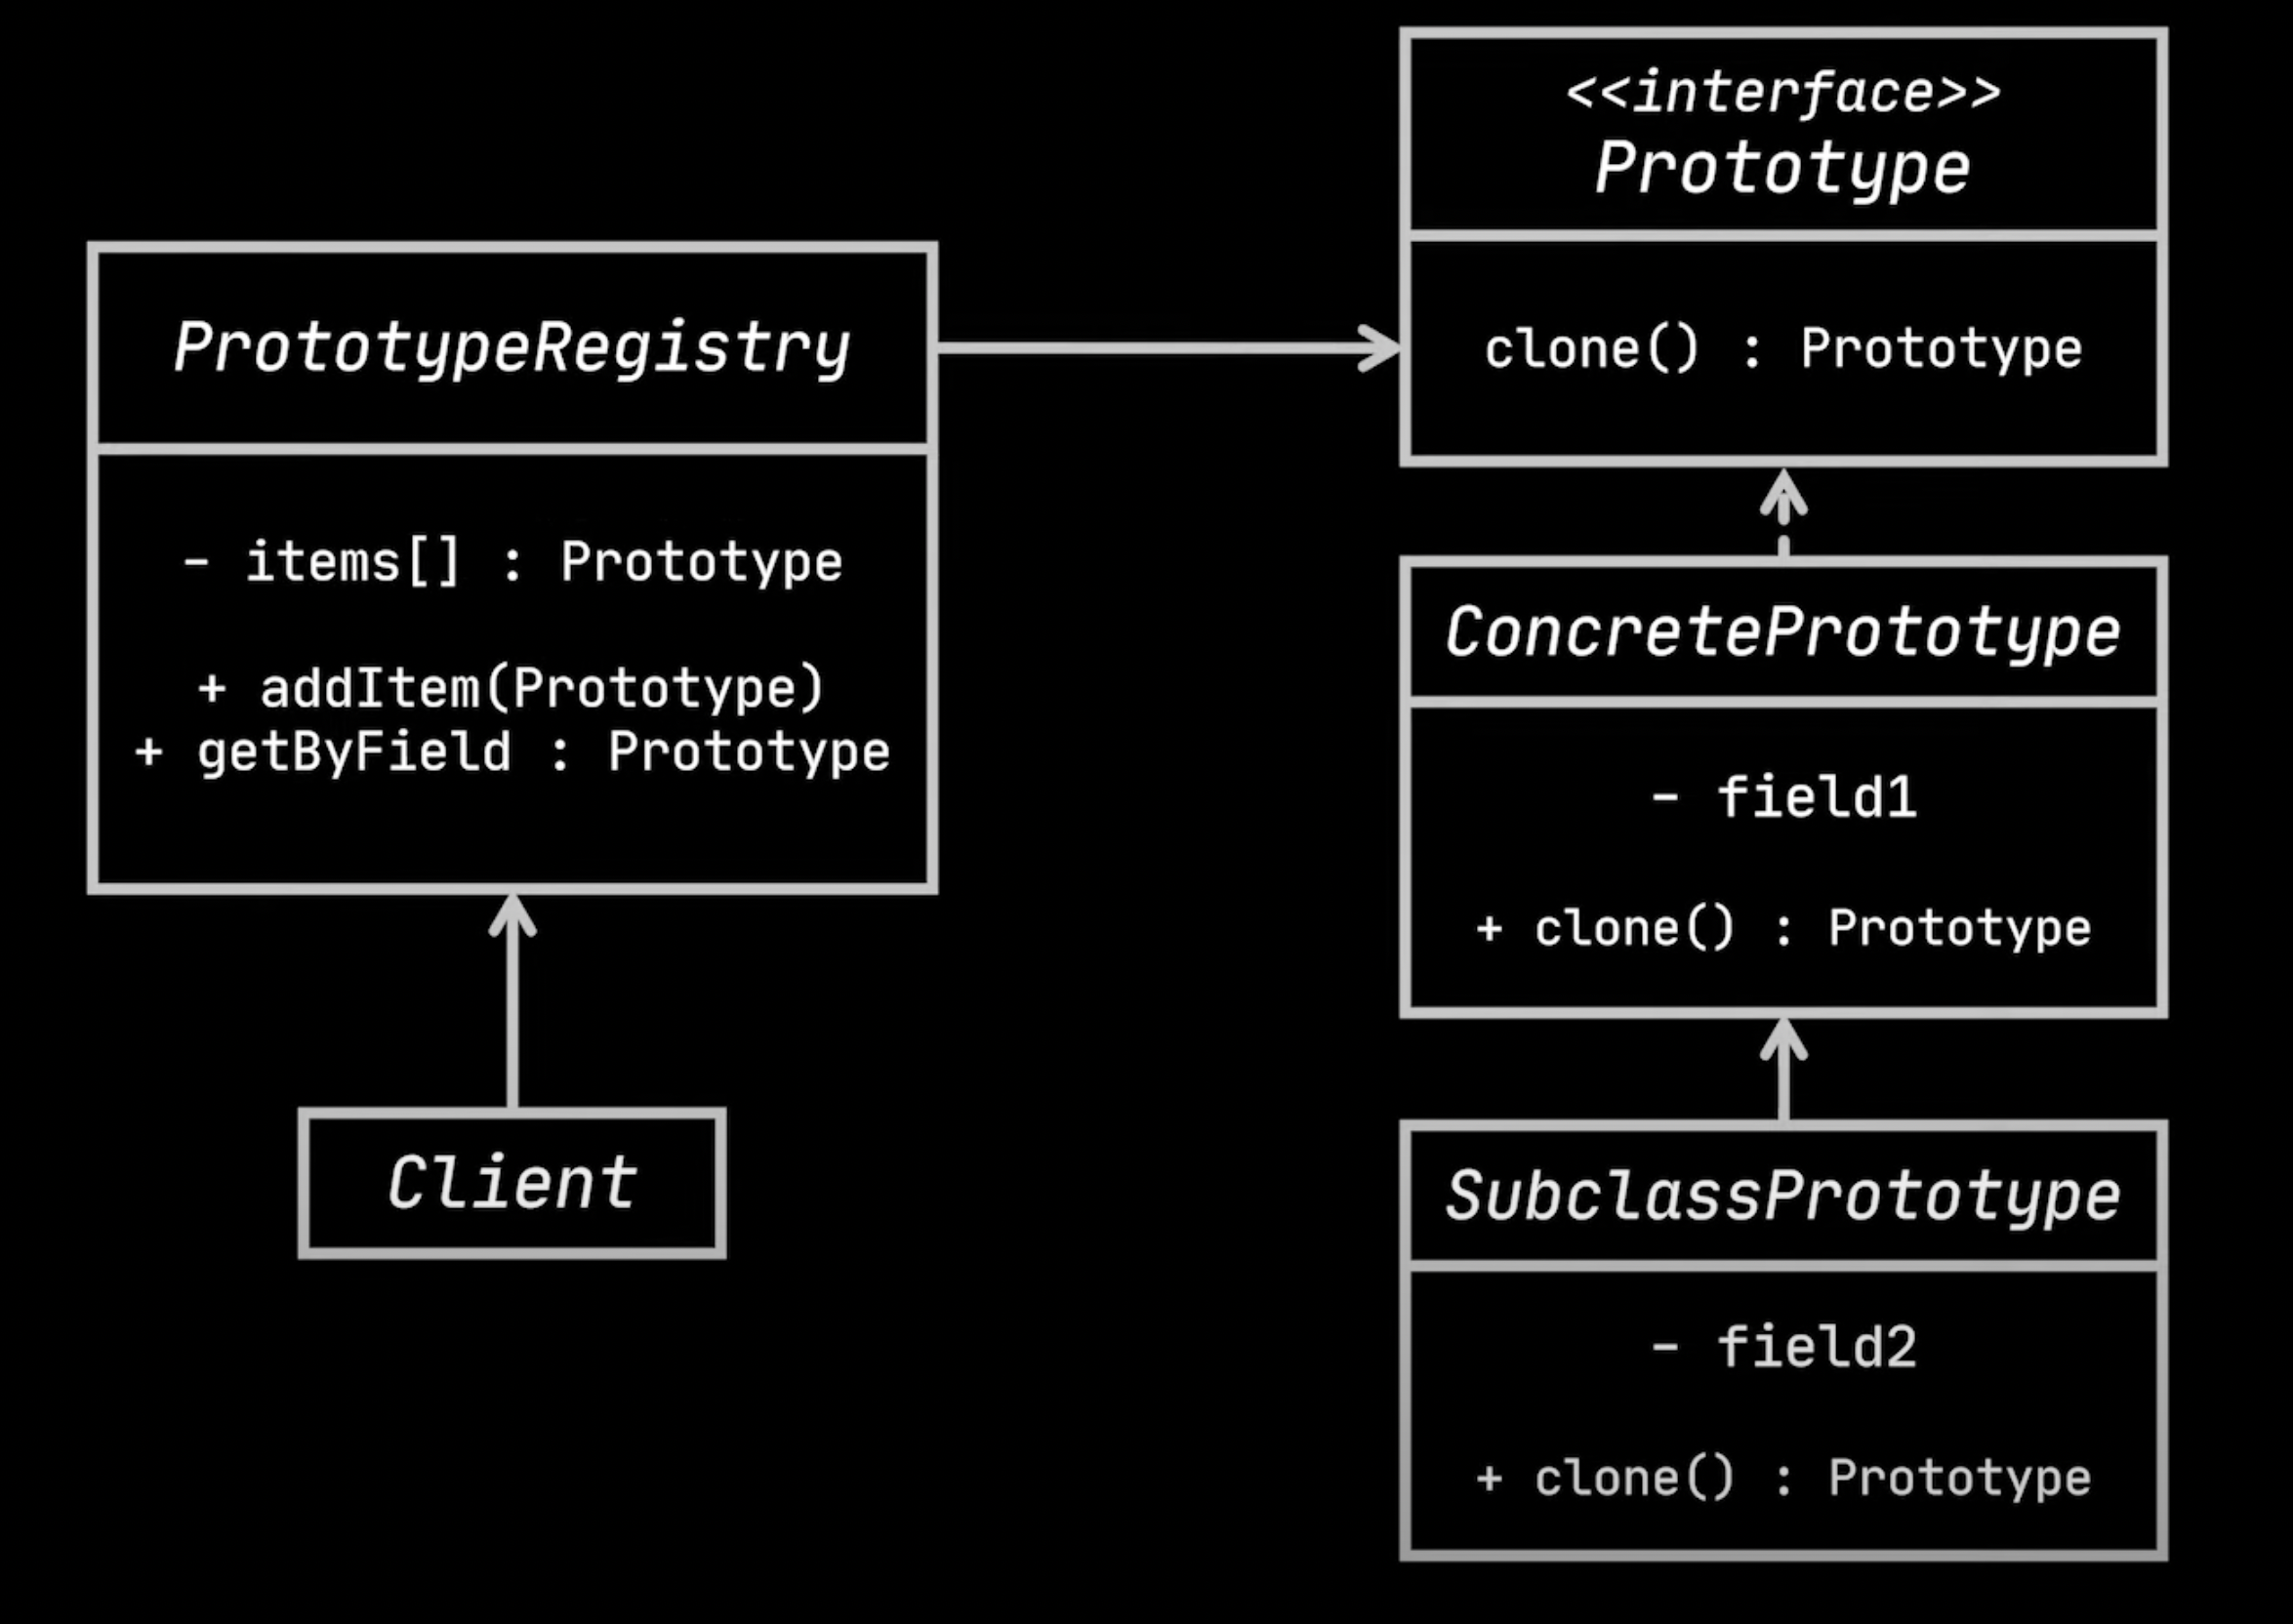 <<interface>>
Prototype
clone() : Prototype
PrototypeRegistry
- items[] : Prototype
+ addItem(Prototype)
+ getByField : Prototype
Client
ConcretePrototype
- field1
+ clone() : Prototype
SubclassPrototype
- field2
+ clone() : Prototype